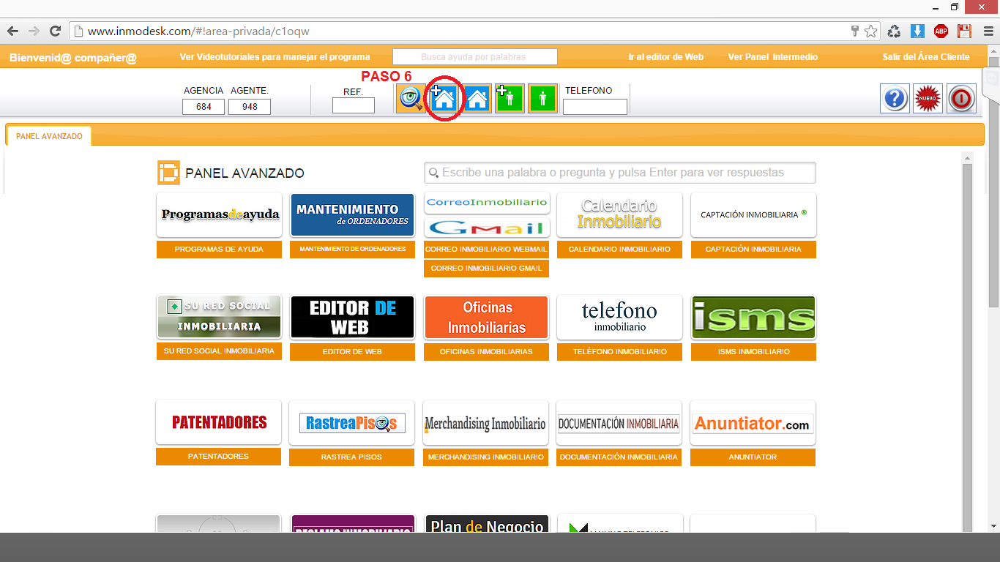 www.inmodesk.com/#!area-privada/c1oqw
ABP
Bienvenid@ compañer@
Ver Videotutoriales para manejar el programa
Busca ayuda por palabras
Ir al editor de Web
Ver Panel Intermedio
Salir del Área Cliente
PASO 6
AGENCIA
AGENTE.
REF.
TELEFONO
684
948
NUEVO
PANEL AVANZADO
PANEL AVANZADO
Escribe una palabra o pregunta y pulsa Enter para ver respuestas
Programasdeayuda
MANTENIMIENTO
de ORDENADORES
CorreoInmobiliario
Gmail
Calendario
Inmobiliario
CAPTACIÓN INMOBILIARIA ®
PROGRAMAS DE AYUDA
MANTENIMIENTO DE ORDENADORES
CORREO INMOBILIARIO WEBMAIL
CALENDARIO INMOBILIARIO
CAPTACIÓN INMOBILIARIA
CORREO INMOBILIARIO GMAIL
SU RED SOCIAL
INMOBILIARIA
EDITOR DE
WEB
Oficinas
Inmobiliarias
telefono
inmobiliario
isms
SU RED SOCIAL INMOBILIARIA
EDITOR DE WEB
OFICINAS INMOBILIARIAS
TELÉFONO INMOBILIARIO
ISMS INMOBILIARIO
PATENTADORES
RastreaPisos
Merchandising Inmobiliario
DOCUMENTACIÓN INMOBILIARIA
Anuntiator.com
PATENTADORES
RASTREA PISOS
MERCHANDISING INMOBILIARIO
DOCUMENTACIÓN INMOBILIARIA
ANUNTIATOR
Plan de Negocio